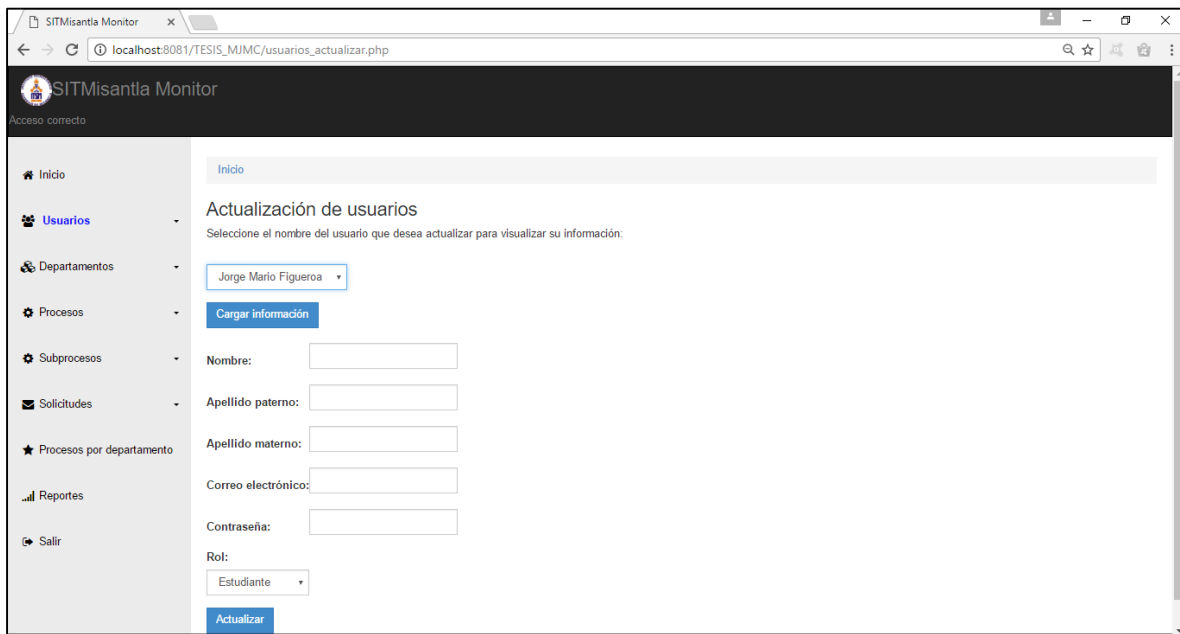 SITMisantla Monitor
localhost:8081/TESIS_MJMC/usuarios_actualizar.php
SITMisantla Monitor
Acceso correcto
Inicio
Usuarios
Departamentos
Procesos
Subprocesos
Solicitudes
Procesos por departamento
Reportes
Salir
Inicio
Actualización de usuarios
Seleccione el nombre del usuario que desea actualizar para visualizar su información:
Jorge Mario Figueroa
Cargar información
Nombre:
Apellido paterno:
Apellido materno:
Correo electrónico:
Contraseña:
Rol:
Estudiante
Actualizar